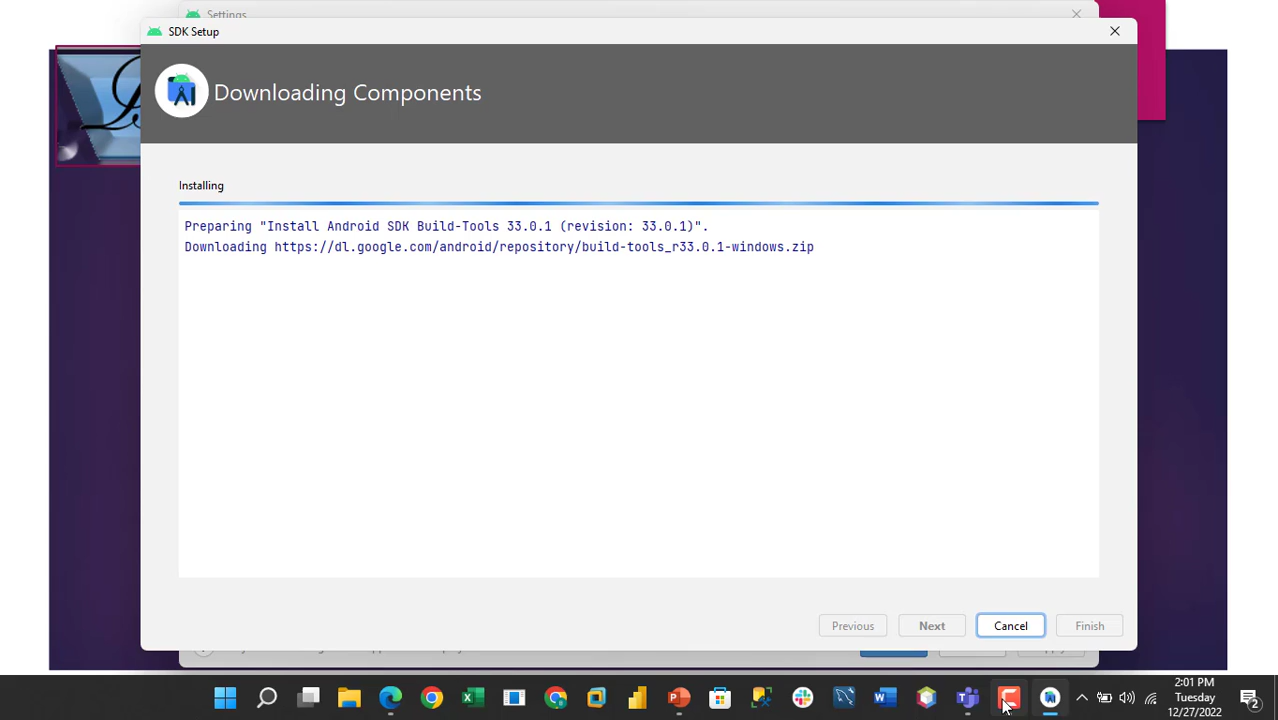 Settings
SDK Setup
Downloading Components
Installing
Preparing "Install Android SDK Build-Tools 33.0.1 (revision: 33.0.1)".
Downloading https://dl.google.com/android/repository/build-tools_r33.0.1-windows.zip
Previous
Next
Cancel
Finish
2:01 PM
Tuesday
12/27/2022
2